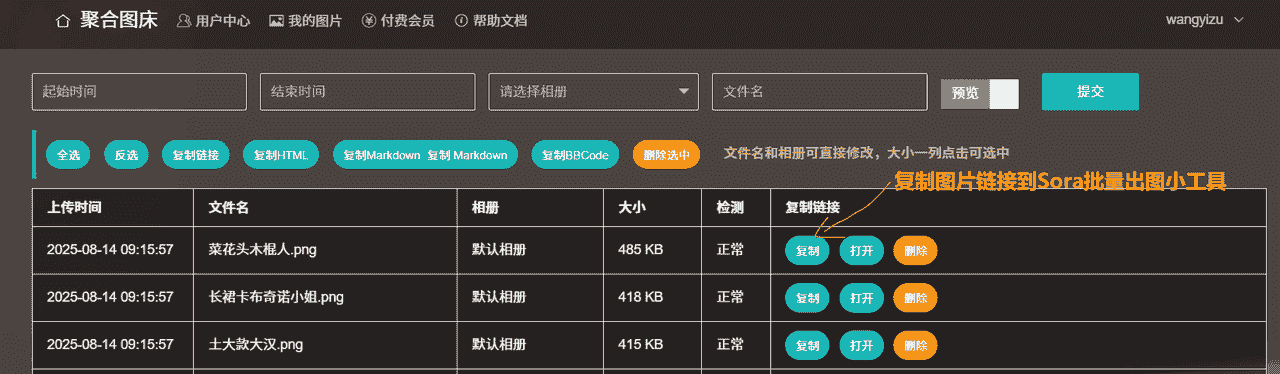 聚合图床 用户中心 我的图片 付费会员 帮助文档 wangyizu
起始时间 结束时间 请选择相册 文件名 预览 提交
全选 反选 复制链接 复制HTML 复制Markdown 复制 Markdown 复制BBCode 删除选中 文件名和相册可直接修改，大小一列点击可选中
复制图片链接到Sora批量出图小工具
上传时间 文件名 相册 大小 检测 复制链接
2025-08-14 09:15:57 菜花头木棍人.png 默认相册 485 KB 正常 复制 打开 删除
2025-08-14 09:15:57 长裙卡布奇诺小姐.png 默认相册 418 KB 正常 复制 打开 删除
2025-08-14 09:15:57 土大款大汉.png 默认相册 415 KB 正常 复制 打开 删除